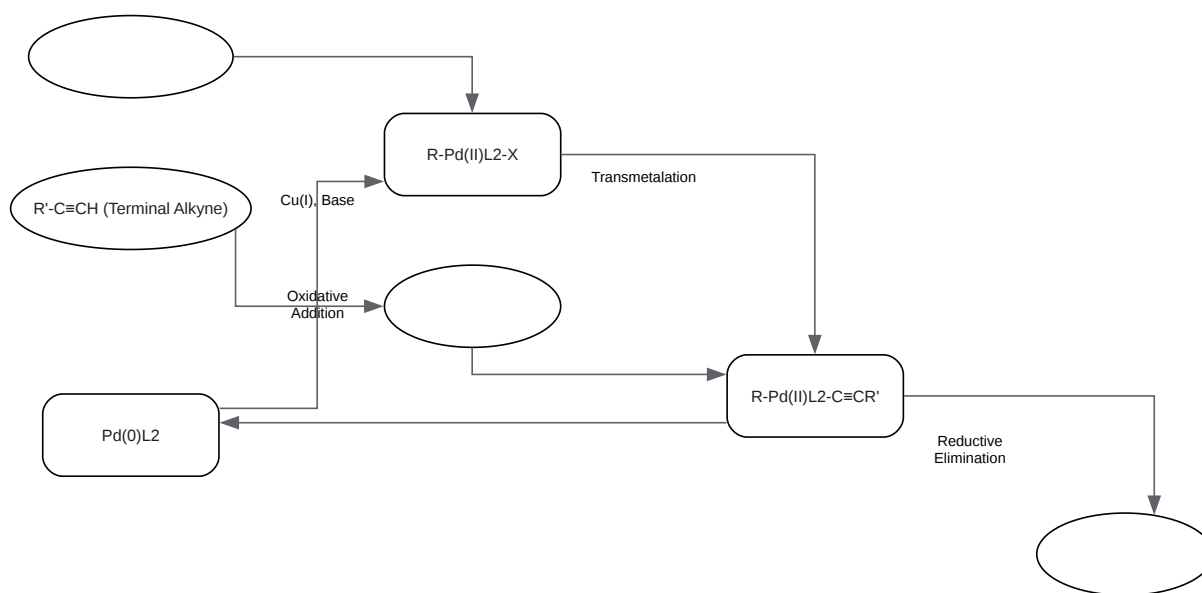 R-Pd(II)L2-X
Transmetalation
R'-C≡CH (Terminal Alkyne)
Cu(I), Base
Oxidative
Addition
R-Pd(II)L2-C≡CR'
Pd(0)L2
Reductive
Elimination